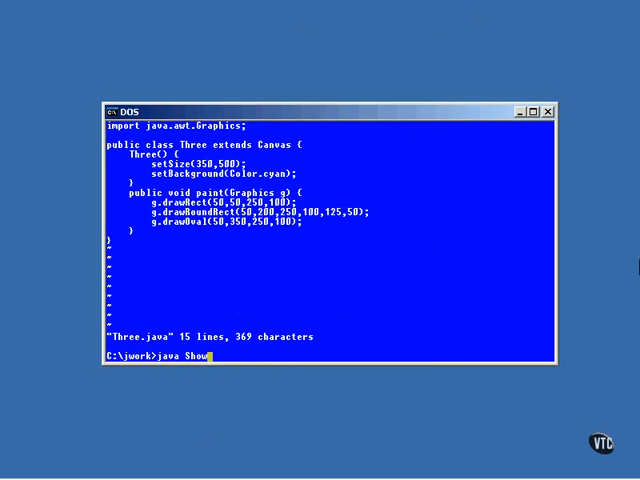 DOS
import java.awt.Graphics;
public class Three extends Canvas {
Three() {
setSize(350,500);
setBackground(Color.cyan);
}
public void paint(Graphics g) {
g.drawRect(50,50,250,100);
g.drawRoundRect(50,200,250,100,125,50);
g.drawOval(50,350,250,100);
}
}
~
~
~
~
~
~
~
~
~
"Three.java" 15 lines, 369 characters
C:\jwork>java Show
VTC